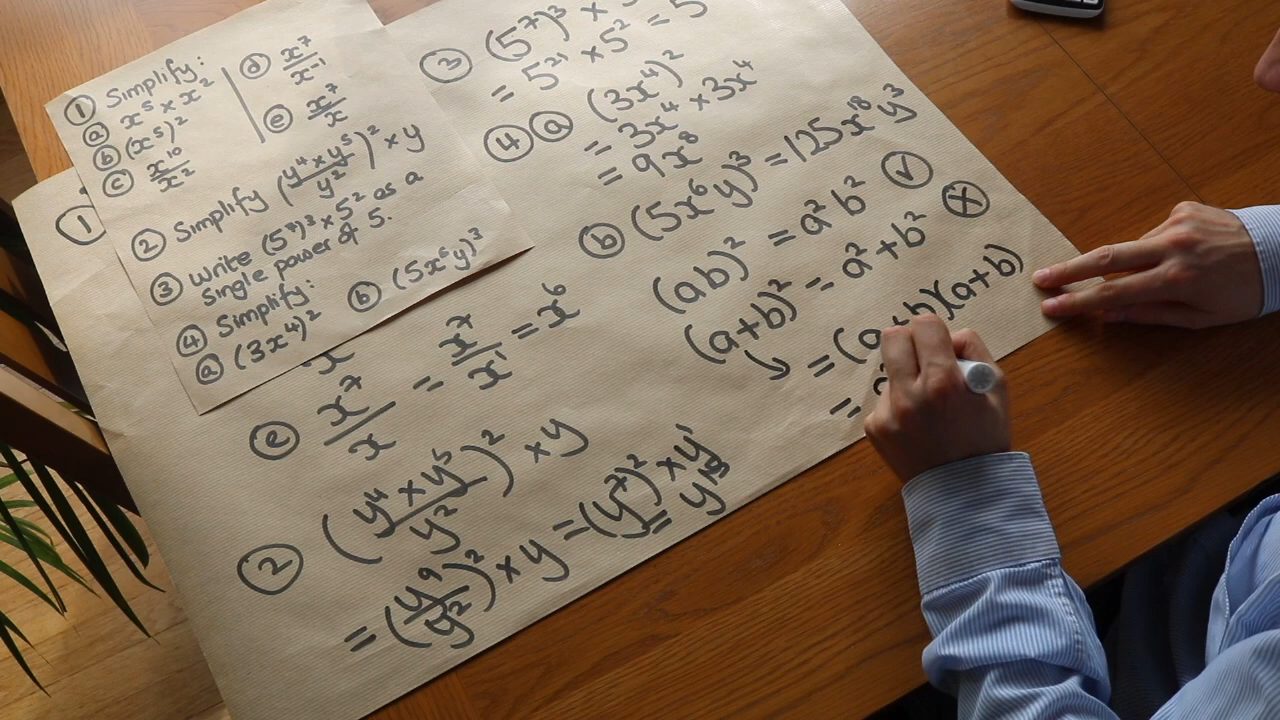 ① Simplify:
ⓐ x⁵ × x²
ⓑ (x⁵)²
ⓒ x¹⁰/x²
ⓓ x⁷/x⁻¹
ⓔ x⁷/x
② Simplify ((y⁴ × y⁵)/y²)² × y
③ Write (5⁷)³ × 5² as a
single power of 5.
④ Simplify:
ⓐ (3x⁴)² ⓑ (5x⁶y)³
①
ⓔ x⁷/x = x⁷/x¹ = x⁶
② ((y⁴ × y⁵)/y²)² × y
= (y⁹/y²)² × y = (y⁷)² × y¹
= y¹⁵
③ (5⁷)³ ×
= 5²¹ × 5² = 5
④ ⓐ (3x⁴)²
= 3x⁴ × 3x⁴
= 9x⁸
ⓑ (5x⁶y)³ = 125x¹⁸y³
(ab)² = a²b² ✓
(a+b)² = a² + b² ✗
↳ = (a+b)(a+b)
=